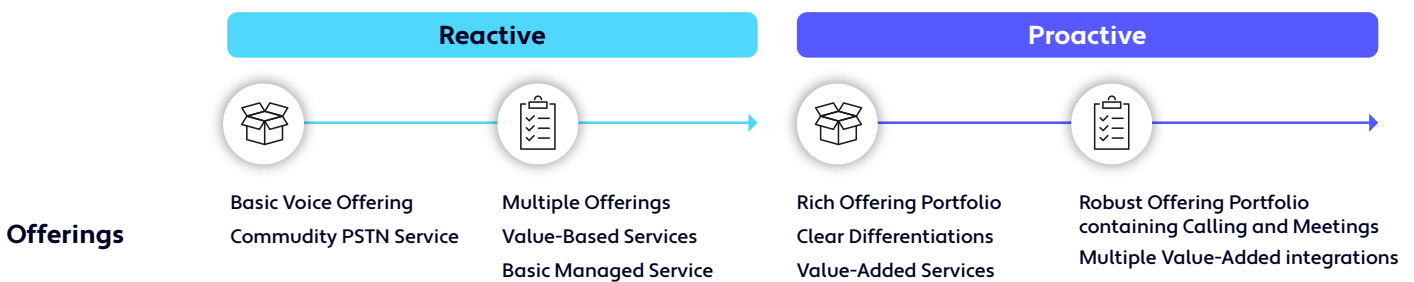 Reactive
Proactive
Offerings
Basic Voice Offering
Commudity PSTN Service
Multiple Offerings
Value-Based Services
Basic Managed Service
Rich Offering Portfolio
Clear Differentiations
Value-Added Services
Robust Offering Portfolio
containing Calling and Meetings
Multiple Value-Added integrations